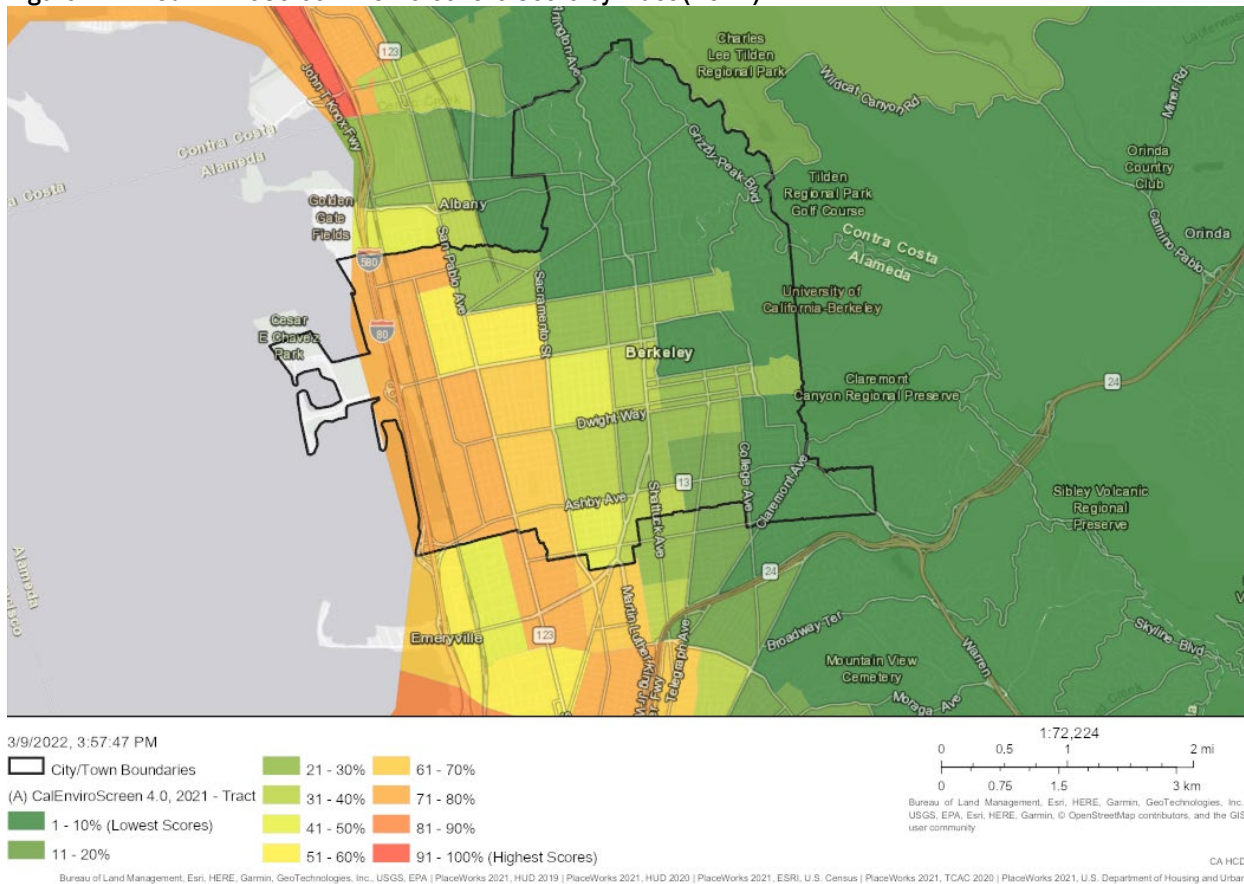 123
Charles
Lee Tilden
Regional Park
Wildcat Canyon Rd
Miner Rd
John T Knox Fwy
Contra Costa
Alameda
Grizzly Peak Blvd
Orinda
Country
Club
Tilden
Regional Park
Golf Course
Golden
Gate
Fields
Albany
San Pablo Ave
Contra Costa
Alameda
Camino Pablo
Orinda
580
Sacramento St
University of
California-Berkeley
Cesar
E Chavez
Park
80
Berkeley
24
Claremont
Canyon Regional Preserve
Dwight Way
College Ave
Claremont Ave
13
Shattuck Ave
Ashby Ave
Sibley Volcanic
Regional
Preserve
Alameda
24
Emeryville
123
Telegraph Ave
Broadway Ter
Warren
Skyline Blvd
Mountain View
Cemetery
Moraga Ave
3/9/2022, 3:57:47 PM
City/Town Boundaries
(A) CalEnviroScreen 4.0, 2021 - Tract
1 - 10% (Lowest Scores)
11 - 20%
21 - 30%
31 - 40%
41 - 50%
51 - 60%
61 - 70%
71 - 80%
81 - 90%
91 - 100% (Highest Scores)
1:72,224
0 0.5 1 2 mi
0 0.75 1.5 3 km
Bureau of Land Management, Esri, HERE, Garmin, GeoTechnologies, Inc.
USGS, EPA, Esri, HERE, Garmin, © OpenStreetMap contributors, and the GIS
user community
CA HCD
Bureau of Land Management, Esri, HERE, Garmin, GeoTechnologies, Inc., USGS, EPA | PlaceWorks 2021, HUD 2019 | PlaceWorks 2021, HUD 2020 | PlaceWorks 2021, ESRI, U.S. Census | PlaceWorks 2021, TCAC 2020 | PlaceWorks 2021, U.S. Department of Housing and Urban